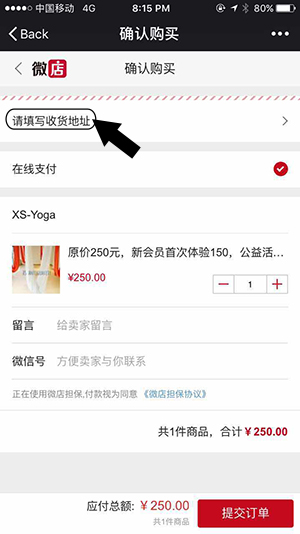 中国移动 4G 8:15 PM 80%
Back 确认购买
微店 确认购买
请填写收货地址
在线支付
XS-Yoga
原价250元，新会员首次体验150，公益活...
¥250.00
1
留言 给卖家留言
微信号 方便卖家与你联系
正在使用微店担保,付款视为同意 《微店担保协议》
共1件商品，合计 ¥250.00
应付总额: ¥250.00 提交订单
共1件商品